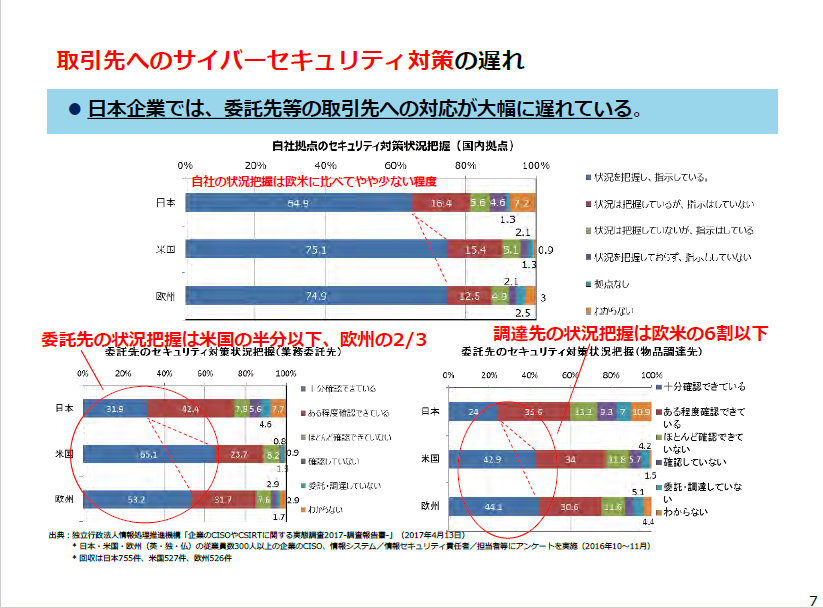 取引先へのサイバーセキュリティ対策の遅れ
● 日本企業では、委託先等の取引先への対応が大幅に遅れている。
自社拠点のセキュリティ対策状況把握(国内拠点)
0% 20% 40% 60% 80% 100%
自社の状況把握は欧米に比べてやや少ない程度
日本 64.9 16.4 5.6 4.6 7.2
1.3
2.1
米国 75.1 15.4 5.1 0.9
1.3
2.1
欧州 74.9 12.5 4.9 3
2.5
状況を把握し、指示している。
状況は把握しているが、指示はしていない
状況は把握していないが、指示はしている
状況を把握しておらず、指示もしていない
拠点なし
わからない
委託先の状況把握は米国の半分以下、欧州の2/3
委託先のセキュリティ対策状況把握(業務委託先)
0% 20% 40% 60% 80% 100%
日本 31.9 42.4 7.8 5.6 7.7
4.6
0.8
米国 65.1 23.7 8.2 0.9
2.9
欧州 53.2 31.7 7.6 2.9
1.7
十分確認できている
ある程度確認できている
ほとんど確認できていない
確認していない
委託・調達していない
わからない
調達先の状況把握は欧米の6割以下
委託先のセキュリティ対策状況把握(物品調達先)
0% 20% 40% 60% 80% 100%
日本 24 35.6 13.3 9.3 7 10.9
4.2
米国 42.9 34 11.8 5.7
1.5
5.1
欧州 44.1 30.6 11.6
4.4
十分確認できている
ある程度確認できて
いる
ほとんど確認できて
いない
確認していない
委託・調達していな
い
わからない
出典:独立行政法人情報処理推進機構「企業のCISOやCSIRTに関する実態調査2017-調査報告書-」(2017年4月13日)
* 日本・米国・欧州(英・独・仏)の従業員数300人以上の企業のCISO、情報システム/情報セキュリティ責任者/担当者等にアンケートを実施(2016年10~11月)
* 回収は日本755件、米国527件、欧州526件
7